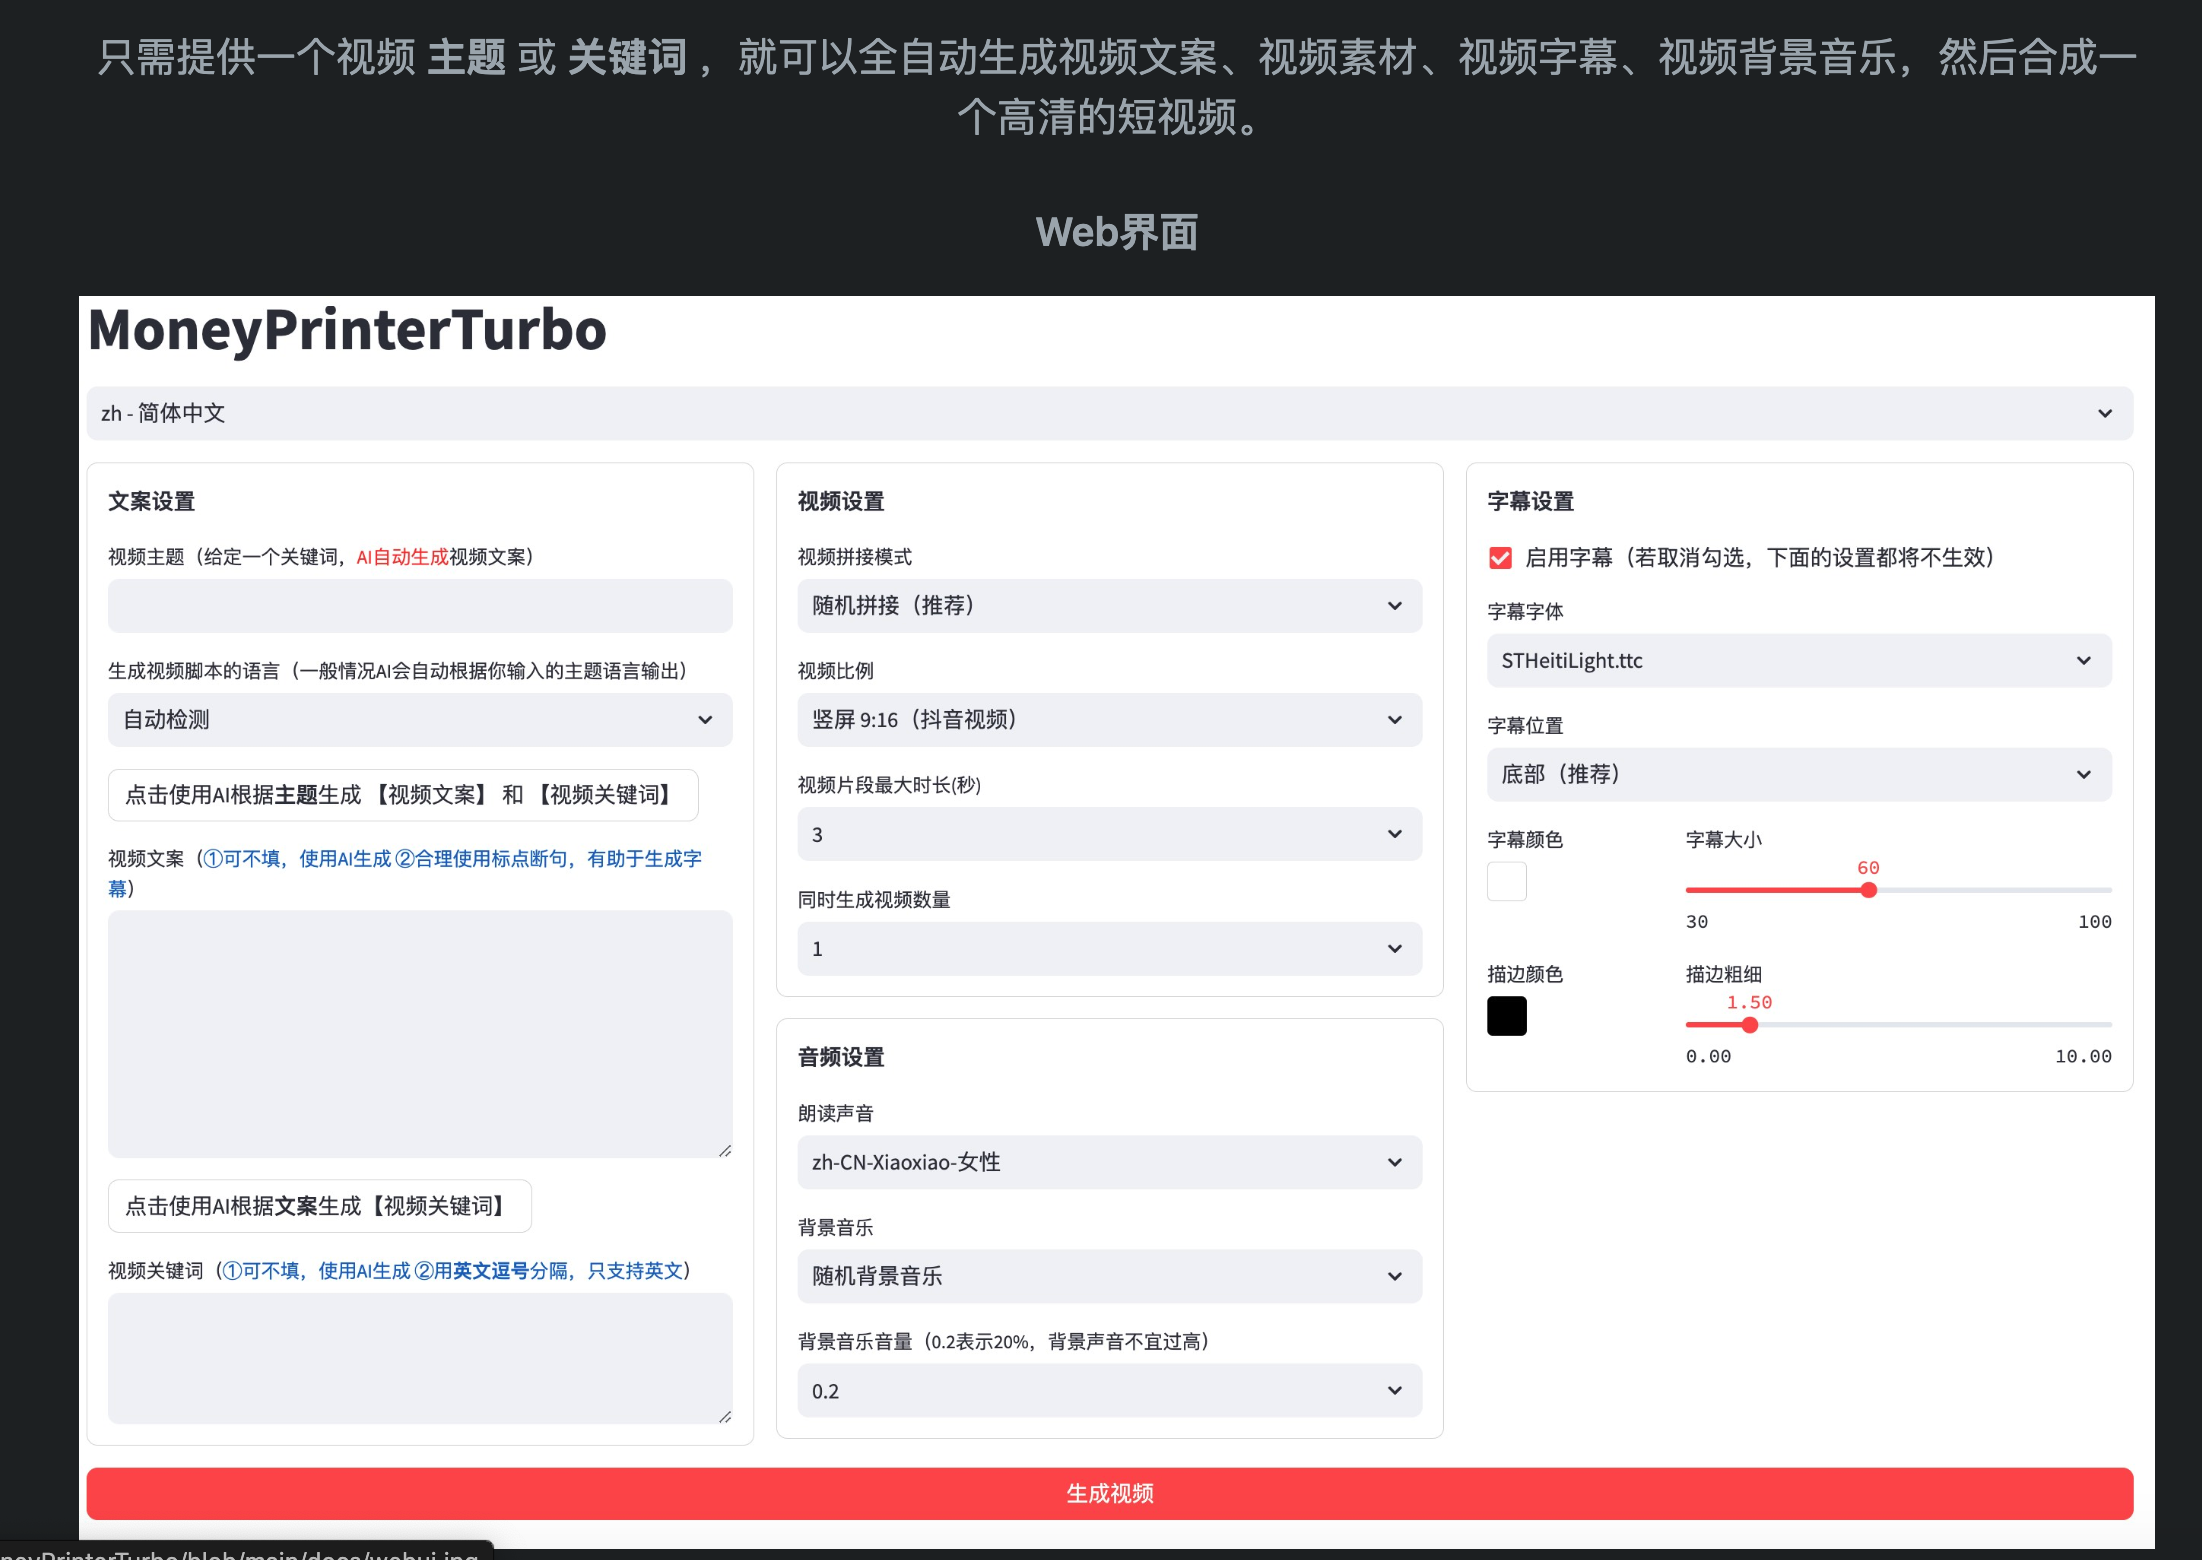 只需提供一个视频 主题 或 关键词 ，就可以全自动生成视频文案、视频素材、视频字幕、视频背景音乐，然后合成一
个高清的短视频。
Web界面
MoneyPrinterTurbo
zh - 简体中文
文案设置
视频主题（给定一个关键词，AI自动生成视频文案）
生成视频脚本的语言（一般情况AI会自动根据你输入的主题语言输出）
自动检测
点击使用AI根据主题生成 【视频文案】 和 【视频关键词】
视频文案（①可不填，使用AI生成 ②合理使用标点断句，有助于生成字
幕）
点击使用AI根据文案生成【视频关键词】
视频关键词（①可不填，使用AI生成 ②用英文逗号分隔，只支持英文）
视频设置
视频拼接模式
随机拼接（推荐）
视频比例
竖屏 9:16（抖音视频）
视频片段最大时长(秒)
3
同时生成视频数量
1
音频设置
朗读声音
zh-CN-Xiaoxiao-女性
背景音乐
随机背景音乐
背景音乐音量（0.2表示20%，背景声音不宜过高）
0.2
字幕设置
启用字幕（若取消勾选，下面的设置都将不生效）
字幕字体
STHeitiLight.ttc
字幕位置
底部（推荐）
字幕颜色
字幕大小
60
30
100
描边颜色
描边粗细
1.50
0.00
10.00
生成视频
neyPrinterTurbo/blob/main/docs/webui.jpg